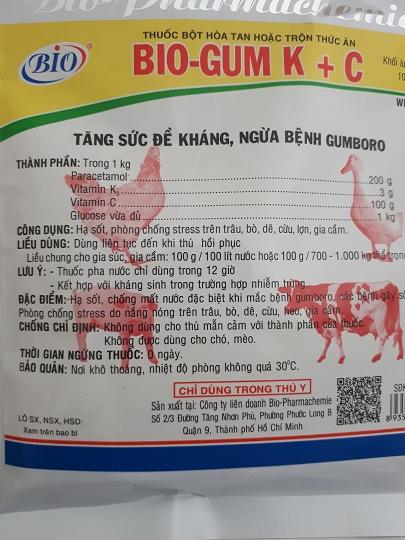 Bio-Pharmachemie
BIO
THUỐC BỘT HÒA TAN HOẶC TRỘN THỨC ĂN
BIO-GUM K + C
Khối lư
TĂNG SỨC ĐỀ KHÁNG, NGỪA BỆNH GUMBORO
THÀNH PHẦN: Trong 1 kg
Paracetamol 200 g
Vitamin K3 3 g
Vitamin C 100 g
Glucose vừa đủ 1 kg
CÔNG DỤNG: Hạ sốt, phòng chống stress trên trâu, bò, dê, cừu, lợn, gia cầm.
LIỀU DÙNG: Dùng liên tục đến khi thú hồi phục
Liều chung cho gia súc, gia cầm: 100 g / 100 lít nước hoặc 100 g / 700 - 1.000 kg thể trọng
LƯU Ý: - Thuốc pha nước chỉ dùng trong 12 giờ
- Kết hợp với kháng sinh trong trường hợp nhiễm trùng
ĐẶC ĐIỂM: Hạ sốt, chống mất nước đặc biệt khi mắc bệnh gumboro, các bệnh gây số
Phòng chống stress do nắng nóng trên trâu, bò, dê, cừu, heo, gia cầm.
CHỐNG CHỈ ĐỊNH: Không dùng cho thú mẫn cảm với thành phần của thuốc.
Không được dùng cho chó, mèo.
THỜI GIAN NGỪNG THUỐC: 0 ngày.
BẢO QUẢN: Nơi khô thoáng, nhiệt độ phòng không quá 30°C.
CHỈ DÙNG TRONG THÚ Y
Sản xuất tại: Công ty liên doanh Bio-Pharmachemie
Số 2/3 Đường Tăng Nhơn Phú, Phường Phước Long B
Quận 9, Thành phố Hồ Chí Minh
SĐK
LÔ SX, NSX, HSD:
Xem trên bao bì
8 935